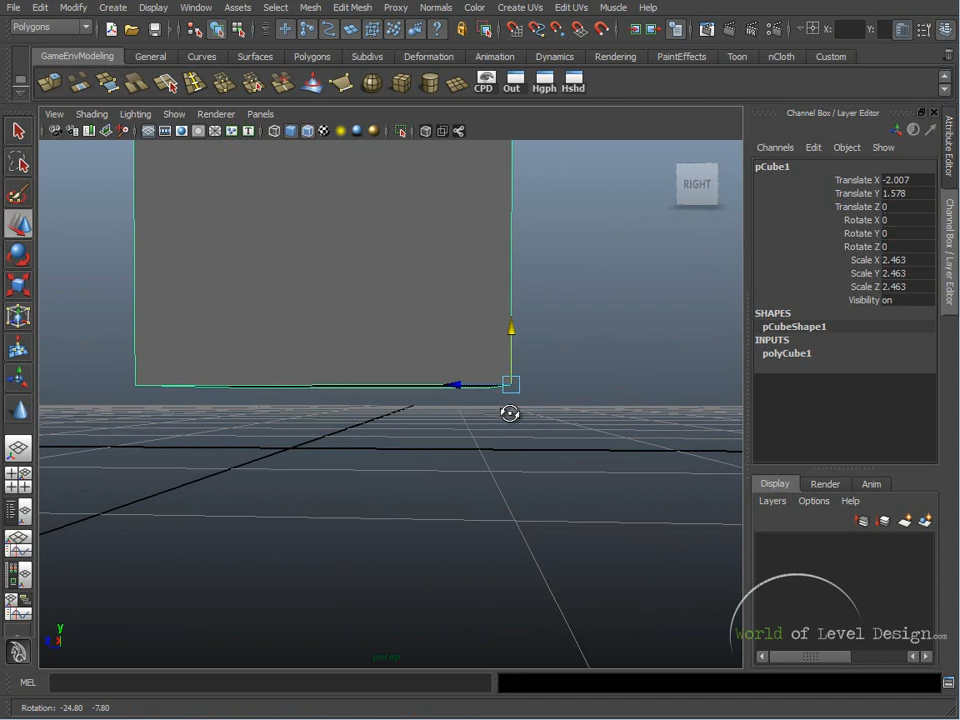 File Edit Modify Create Display Window Assets Select Mesh Edit Mesh Proxy Normals Color Create UVs Edit UVs Muscle Help
Polygons X: Y:
GameEnvModeling General Curves Surfaces Polygons Subdivs Deformation Animation Dynamics Rendering PaintEffects Toon nCloth Custom
CPD Out Hgph Hshd
View Shading Lighting Show Renderer Panels
Channel Box / Layer Editor
Channels Edit Object Show
pCube1
Translate X -2.007
Translate Y 1.578
Translate Z 0
Rotate X 0
Rotate Y 0
Rotate Z 0
Scale X 2.463
Scale Y 2.463
Scale Z 2.463
Visibility on
SHAPES
pCubeShape1
INPUTS
polyCube1
Attribute Editor
Channel Box / Layer Editor
RIGHT
Display Render Anim
Layers Options Help
World of Level Design.com
y
persp
MEL
Rotation: -24.80 -7.80